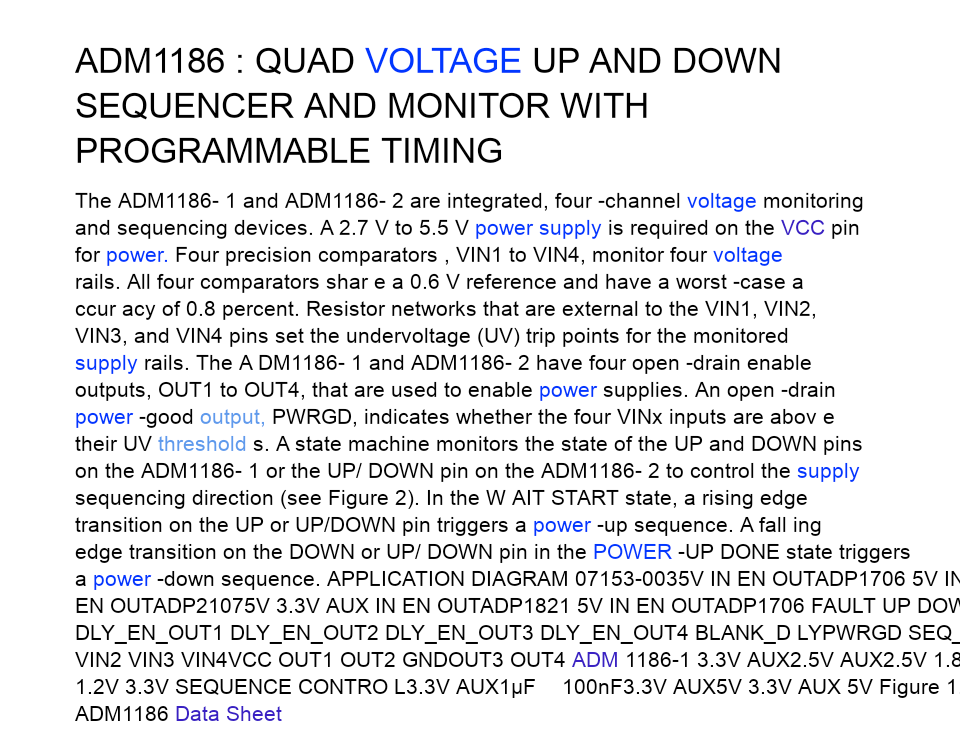 ADM1186 : QUAD VOLTAGE UP AND DOWN
SEQUENCER AND MONITOR WITH
PROGRAMMABLE TIMING
The ADM1186- 1 and ADM1186- 2 are integrated, four -channel voltage monitoring
and sequencing devices. A 2.7 V to 5.5 V power supply is required on the VCC pin
for power. Four precision comparators , VIN1 to VIN4, monitor four voltage
rails. All four comparators shar e a 0.6 V reference and have a worst -case a
ccur acy of 0.8 percent. Resistor networks that are external to the VIN1, VIN2,
VIN3, and VIN4 pins set the undervoltage (UV) trip points for the monitored
supply rails. The A DM1186- 1 and ADM1186- 2 have four open -drain enable
outputs, OUT1 to OUT4, that are used to enable power supplies. An open -drain
power -good output, PWRGD, indicates whether the four VINx inputs are abov e
their UV threshold s. A state machine monitors the state of the UP and DOWN pins
on the ADM1186- 1 or the UP/ DOWN pin on the ADM1186- 2 to control the supply
sequencing direction (see Figure 2). In the W AIT START state, a rising edge
transition on the UP or UP/DOWN pin triggers a power -up sequence. A fall ing
edge transition on the DOWN or UP/ DOWN pin in the POWER -UP DONE state triggers
a power -down sequence. APPLICATION DIAGRAM 07153-0035V IN EN OUTADP1706 5V IN
EN OUTADP21075V 3.3V AUX IN EN OUTADP1821 5V IN EN OUTADP1706 FAULT UP DOW
DLY_EN_OUT1 DLY_EN_OUT2 DLY_EN_OUT3 DLY_EN_OUT4 BLANK_D LYPWRGD SEQ_
VIN2 VIN3 VIN4VCC OUT1 OUT2 GNDOUT3 OUT4 ADM 1186-1 3.3V AUX2.5V AUX2.5V 1.8
1.2V 3.3V SEQUENCE CONTRO L3.3V AUX1µF 100nF3.3V AUX5V 3.3V AUX 5V Figure 1.
ADM1186 Data Sheet